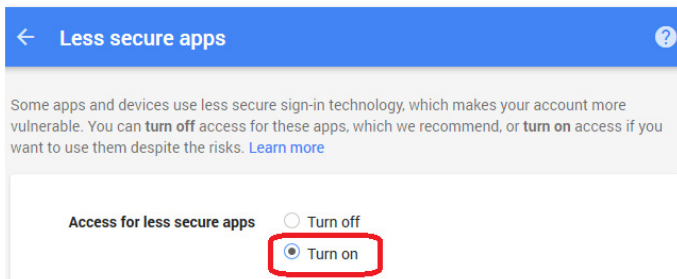 Less secure apps
Some apps and devices use less secure sign-in technology, which makes your account more
vulnerable. You can turn off access for these apps, which we recommend, or turn on access if you
want to use them despite the risks. Learn more
Access for less secure apps Turn off
Turn on